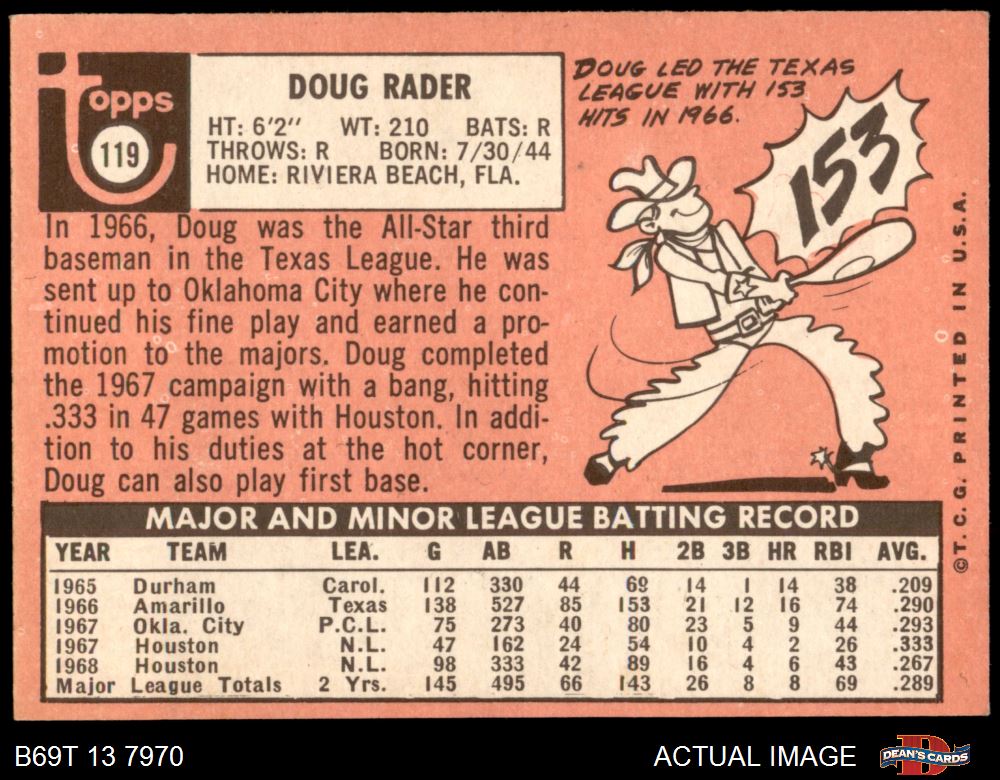 Topps
119
DOUG RADER
HT: 6'2" WT: 210 BATS: R
THROWS: R BORN: 7/30/44
HOME: RIVIERA BEACH, FLA.
DOUG LED THE TEXAS
LEAGUE WITH 153
HITS IN 1966.
153
In 1966, Doug was the All-Star third
baseman in the Texas League. He was
sent up to Oklahoma City where he con-
tinued his fine play and earned a pro-
motion to the majors. Doug completed
the 1967 campaign with a bang, hitting
.333 in 47 games with Houston. In addi-
tion to his duties at the hot corner,
Doug can also play first base.
©T. C. G. PRINTED IN U.S.A.
MAJOR AND MINOR LEAGUE BATTING RECORD
YEAR TEAM LEA. G AB R H 2B 3B HR RBI AVG.
1965 Durham Carol. 112 330 44 69 14 1 14 38 .209
1966 Amarillo Texas 138 527 85 153 21 12 16 74 .290
1967 Okla. City P.C.L. 75 273 40 80 23 5 9 44 .293
1967 Houston N.L. 47 162 24 54 10 4 2 26 .333
1968 Houston N.L. 98 333 42 89 16 4 6 43 .267
Major League Totals 2 Yrs. 145 495 66 143 26 8 8 69 .289
B69T 13 7970
ACTUAL IMAGE
DEAN'S CARDS